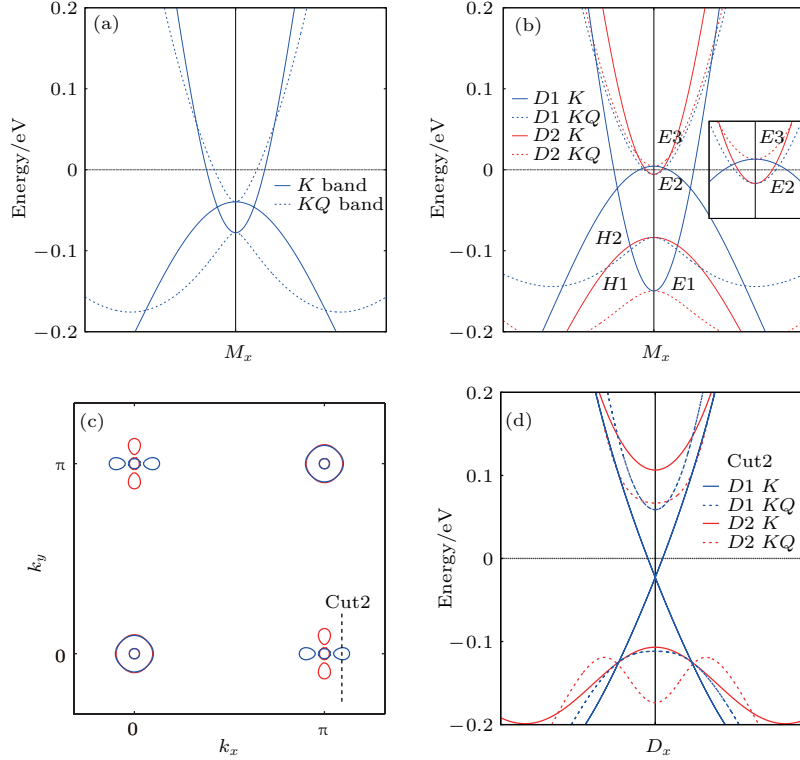 (a)
0.2
0.1
0
−0.1
−0.2
Energy/eV
K band
KQ band
M_x
(b)
0.2
0.1
0
−0.1
−0.2
Energy/eV
D1 K
D1 KQ
D2 K
D2 KQ
E3
E2
H2
H1
E1
E3
E2
M_x
(c)
π
0
k_y
Cut2
0
π
k_x
(d)
0.2
0.1
0
−0.1
−0.2
Energy/eV
Cut2
D1 K
D1 KQ
D2 K
D2 KQ
D_x